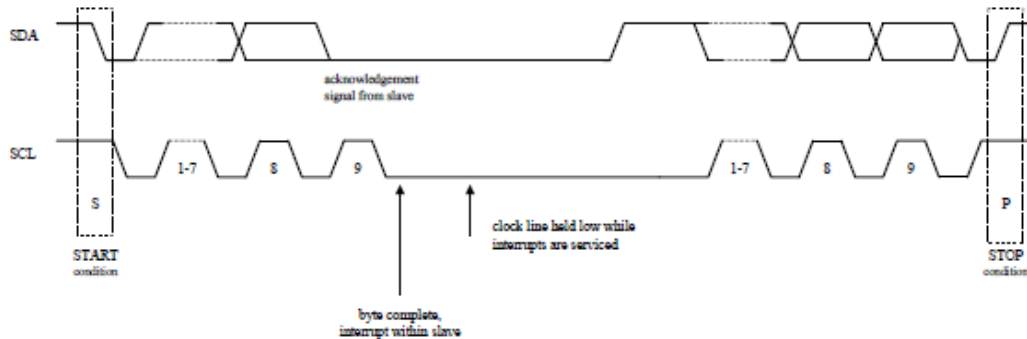 SDA
acknowledgement
signal from slave
SCL
1-7
8
9
1-7
8
9
S
P
clock line held low while
interrupts are serviced
START
condition
STOP
condition
byte complete,
interrupt within slave